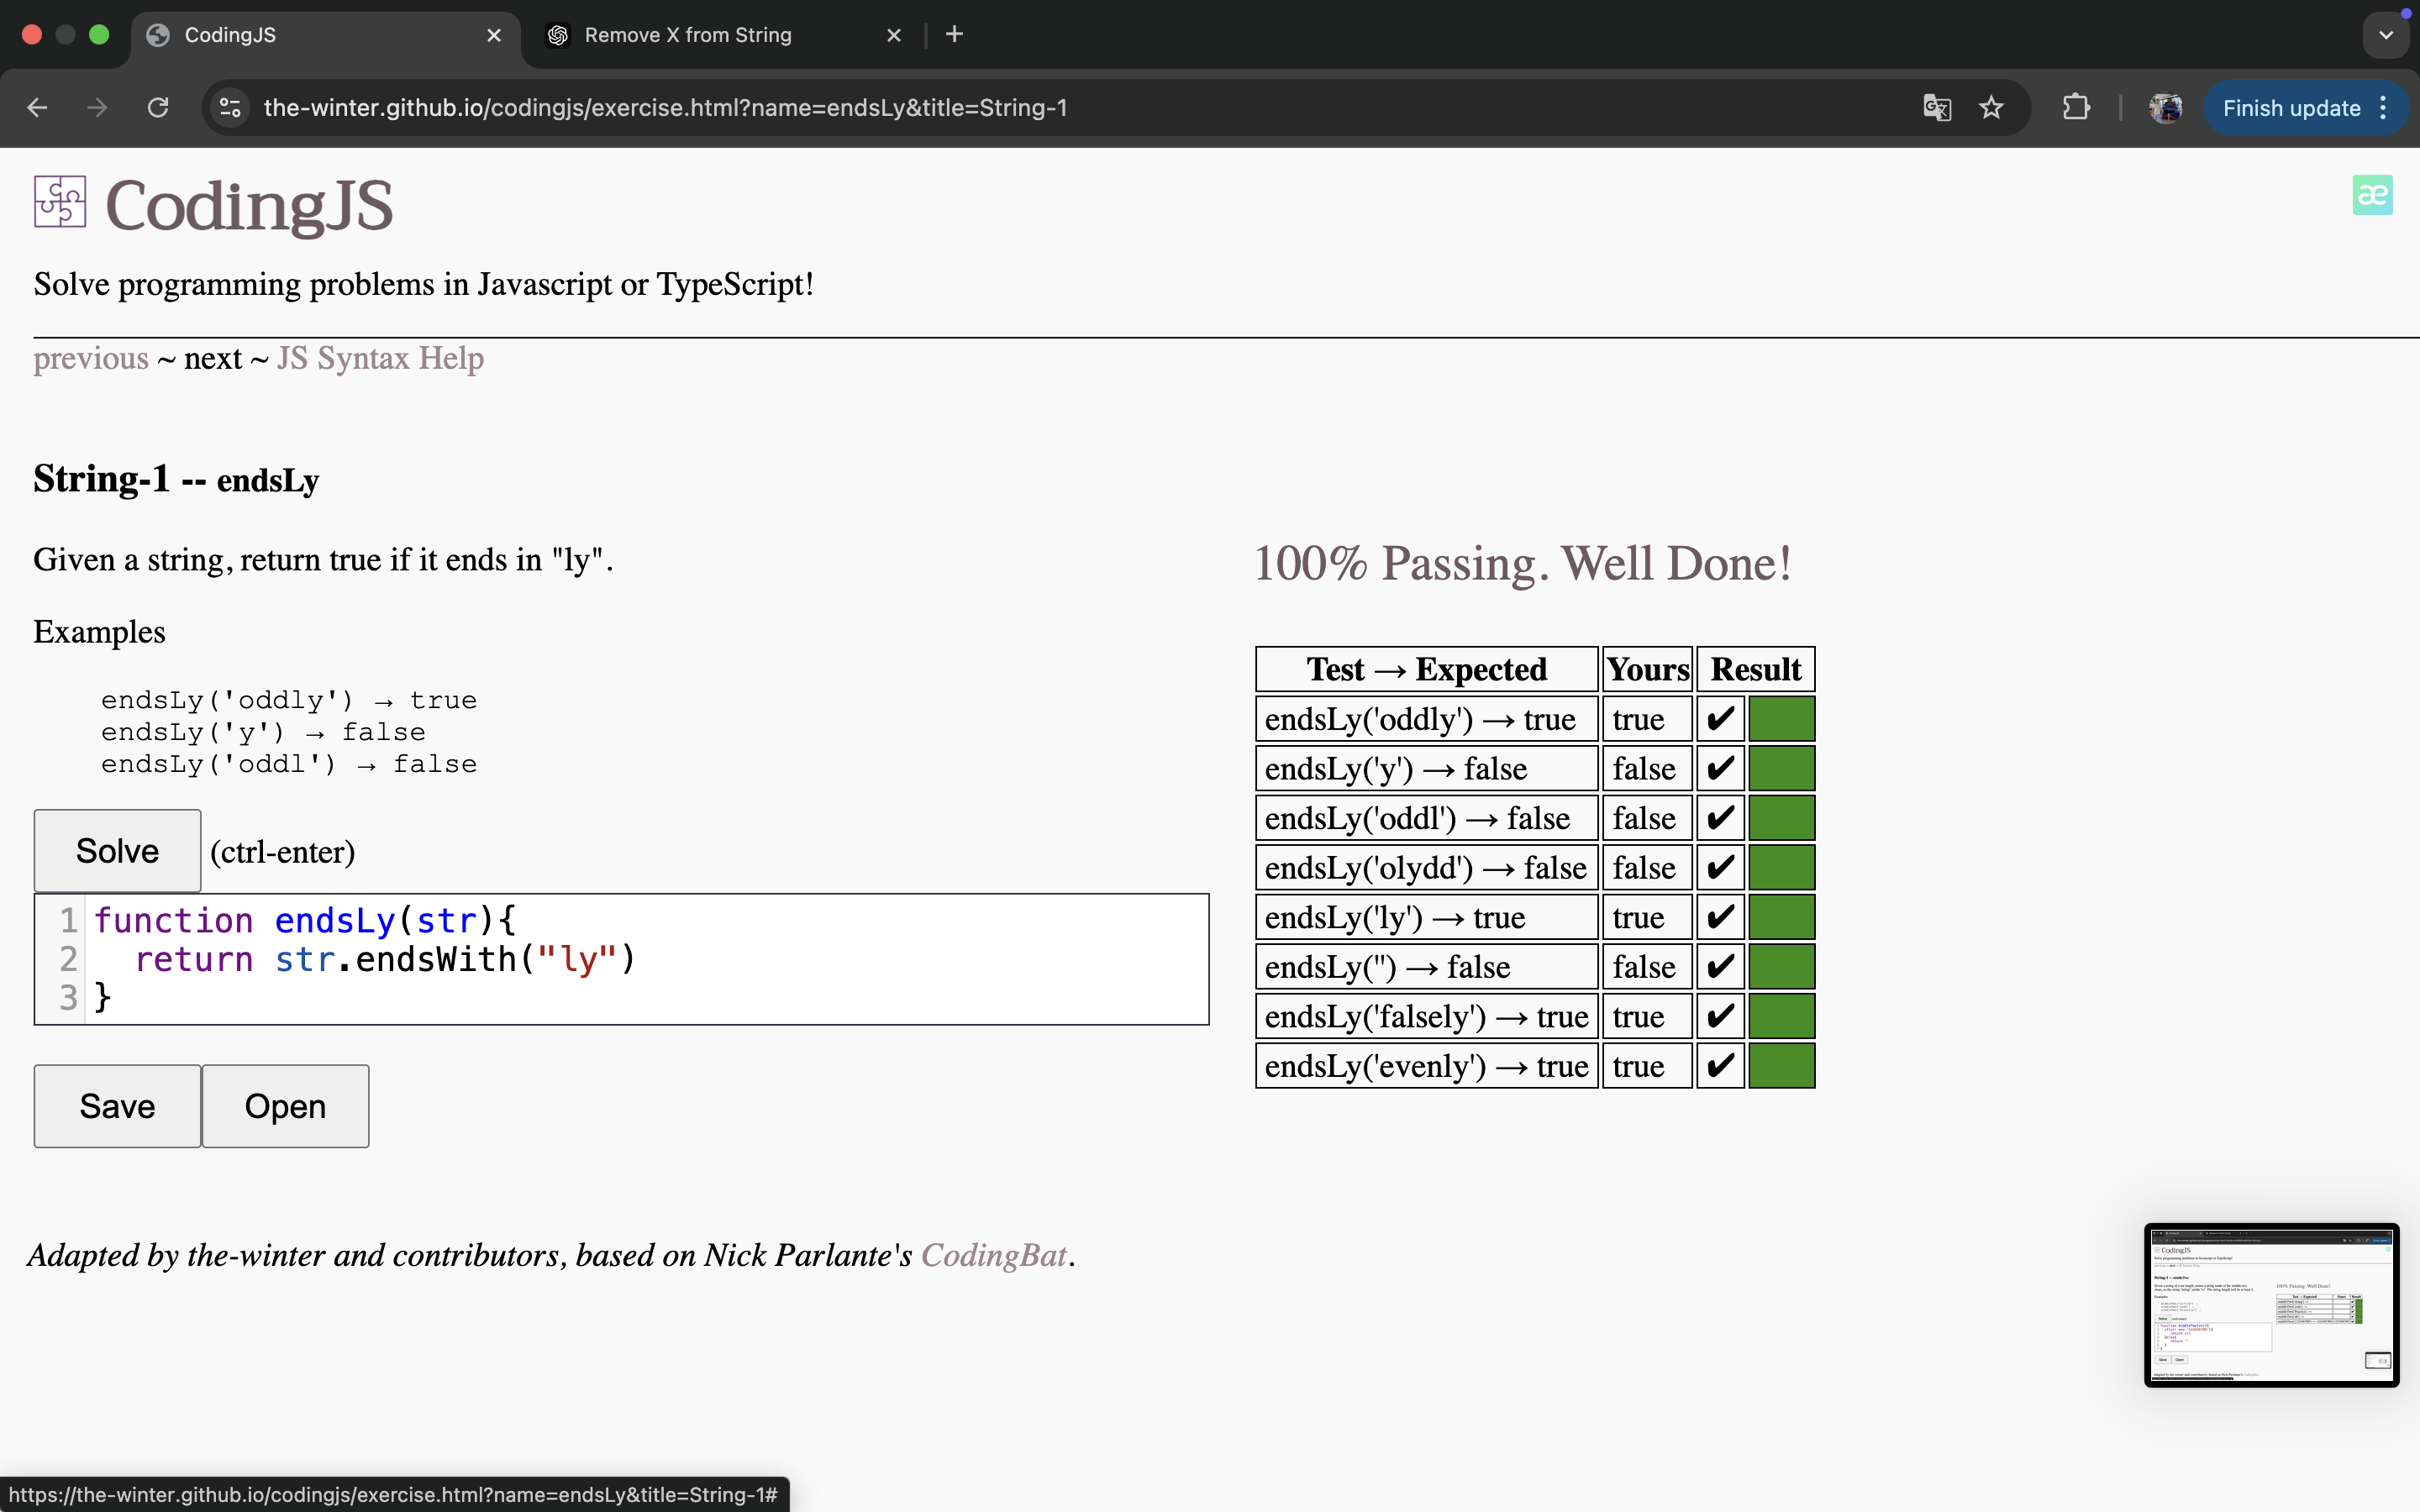 CodingJS
Remove X from String
the-winter.github.io/codingjs/exercise.html?name=endsLy&title=String-1
Finish update
CodingJS
æ
Solve programming problems in Javascript or TypeScript!
previous ~ next ~ JS Syntax Help
String-1 -- endsLy
Given a string, return true if it ends in "ly".
Examples
endsLy('oddly') → true
endsLy('y') → false
endsLy('oddl') → false
Solve (ctrl-enter)
1 function endsLy(str){
2 return str.endsWith("ly")
3 }
Save Open
100% Passing. Well Done!
Test → Expected Yours Result
endsLy('oddly') → true true ✔
endsLy('y') → false false ✔
endsLy('oddl') → false false ✔
endsLy('olydd') → false false ✔
endsLy('ly') → true true ✔
endsLy('') → false false ✔
endsLy('falsely') → true true ✔
endsLy('evenly') → true true ✔
Adapted by the-winter and contributors, based on Nick Parlante's CodingBat.
CodingJS
100% Passing. Well Done!
https://the-winter.github.io/codingjs/exercise.html?name=endsLy&title=String-1#